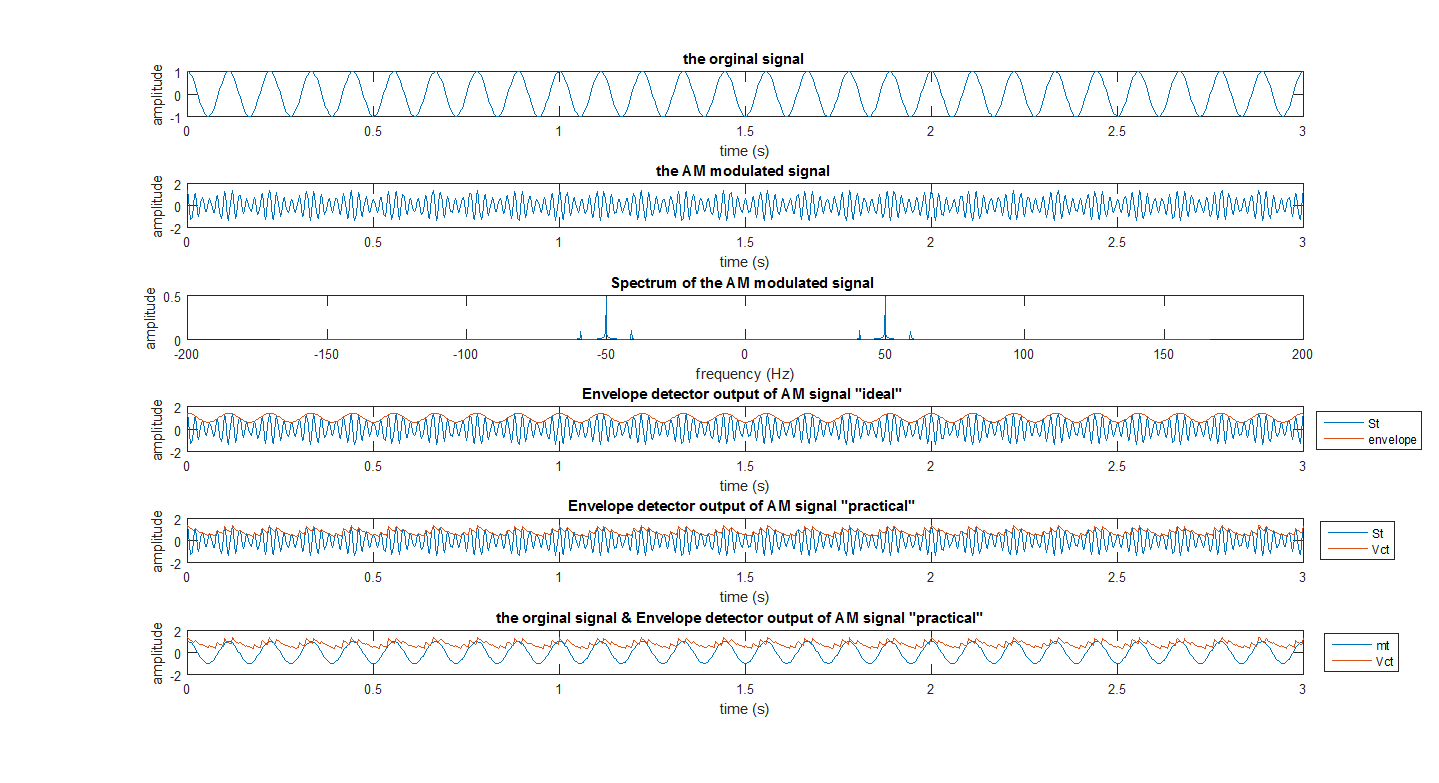 the orginal signal
amplitude
1
0
-1
0 0.5 1 1.5 2 2.5 3
time (s)
the AM modulated signal
amplitude
2
0
-2
0 0.5 1 1.5 2 2.5 3
time (s)
Spectrum of the AM modulated signal
amplitude
0.5
0
-200 -150 -100 -50 0 50 100 150 200
frequency (Hz)
Envelope detector output of AM signal "ideal"
amplitude
2
0
-2
0 0.5 1 1.5 2 2.5 3
time (s)
St
envelope
Envelope detector output of AM signal "practical"
amplitude
2
0
-2
0 0.5 1 1.5 2 2.5 3
time (s)
St
Vct
the orginal signal & Envelope detector output of AM signal "practical"
amplitude
2
0
-2
0 0.5 1 1.5 2 2.5 3
time (s)
mt
Vct